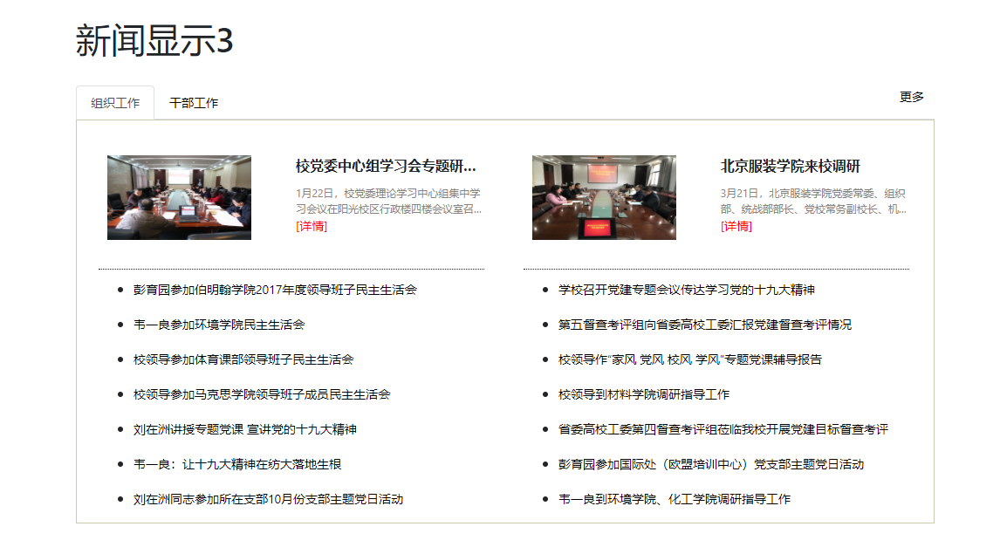 新闻显示3
组织工作
干部工作
更多
校党委中心组学习会专题研...
1月22日，校党委理论学习中心组集中学
习会议在阳光校区行政楼四楼会议室召...
[详情]
北京服装学院来校调研
3月21日，北京服装学院党委常委、组织
部、统战部部长、党校常务副校长、机...
[详情]
彭育园参加伯明翰学院2017年度领导班子民主生活会
韦一良参加环境学院民主生活会
校领导参加体育课部领导班子民主生活会
校领导参加马克思学院领导班子成员民主生活会
刘在洲讲授专题党课 宣讲党的十九大精神
韦一良：让十九大精神在纺大落地生根
刘在洲同志参加所在支部10月份支部主题党日活动
学校召开党建专题会议传达学习党的十九大精神
第五督查考评组向省委高校工委汇报党建督查考评情况
校领导作“家风 党风 校风 学风”专题党课辅导报告
校领导到材料学院调研指导工作
省委高校工委第四督查考评组莅临我校开展党建目标督查考评
彭育园参加国际处（欧盟培训中心）党支部主题党日活动
韦一良到环境学院、化工学院调研指导工作